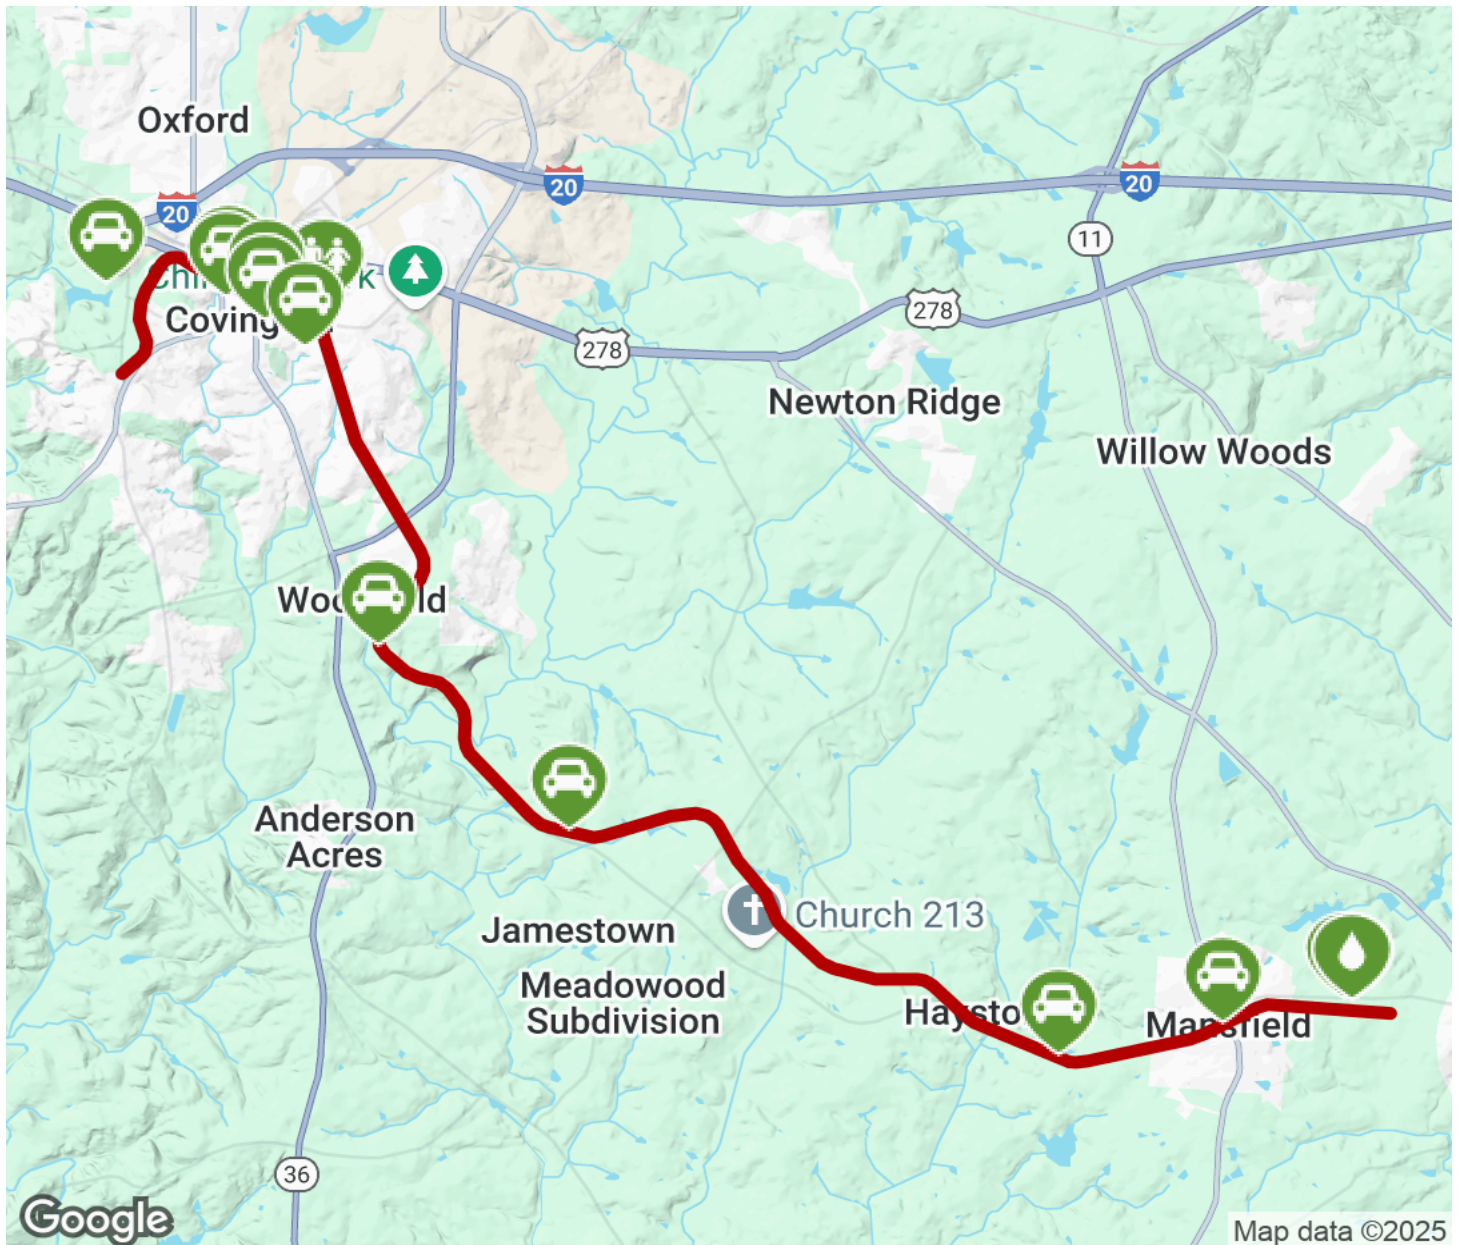 Oxford
20
20
20
11
278
278
Newton Ridge
Willow Woods
Anderson
Acres
Jamestown
Church 213
Meadowood
Subdivision
Mansfield
36
Google
Map data ©2025